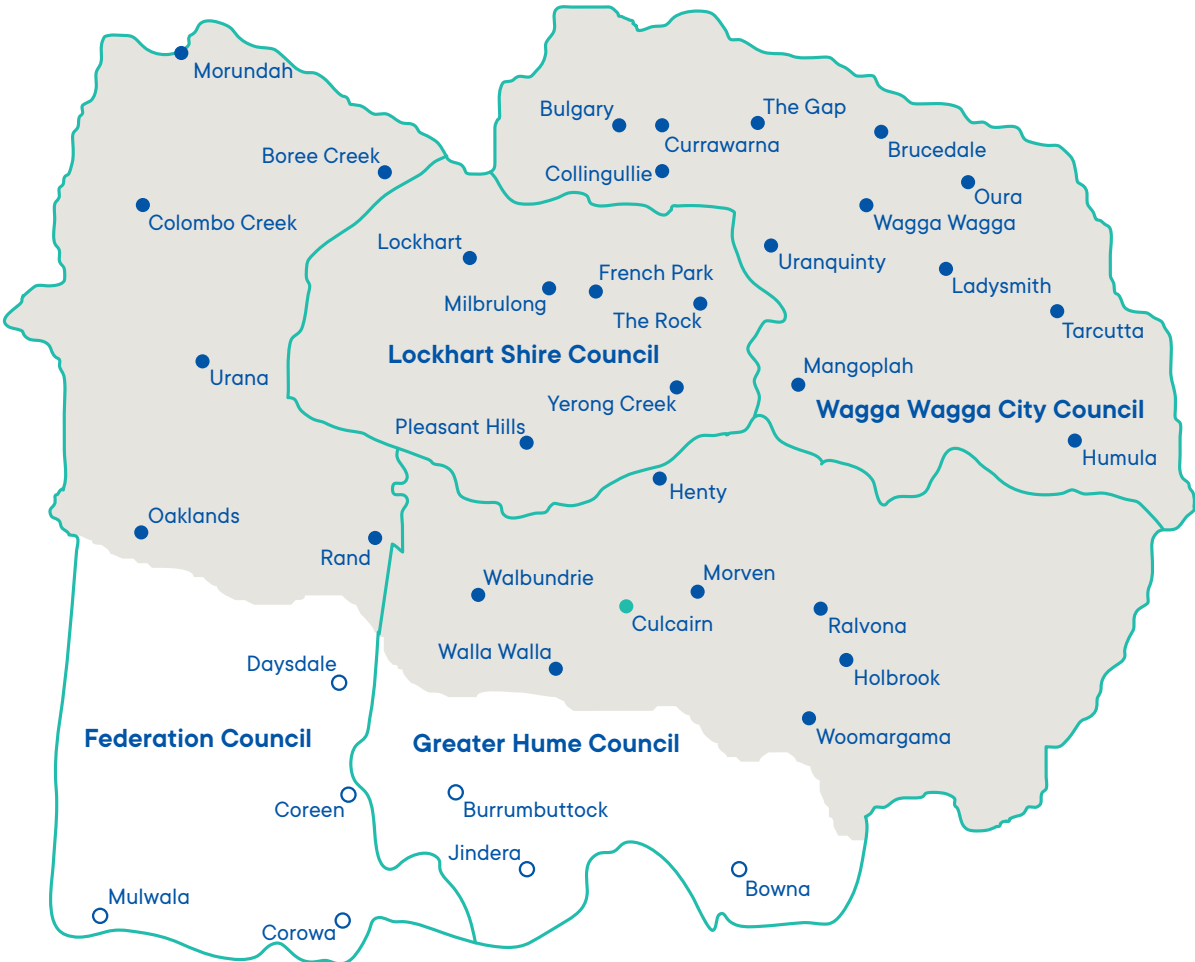 Morundah
Bulgary
The Gap
Currawarna
Brucedale
Boree Creek
Collingullie
Oura
Colombo Creek
Wagga Wagga
Lockhart
Uranquinty
French Park
Ladysmith
Milbrulong
The Rock
Tarcutta
Lockhart Shire Council
Mangoplah
Urana
Yerong Creek
Wagga Wagga City Council
Pleasant Hills
Humula
Henty
Oaklands
Rand
Walbundrie
Morven
Culcairn
Ralvona
Walla Walla
Daysdale
Holbrook
Federation Council
Greater Hume Council
Woomargama
Coreen
Burrumbuttock
Jindera
Bowna
Mulwala
Corowa